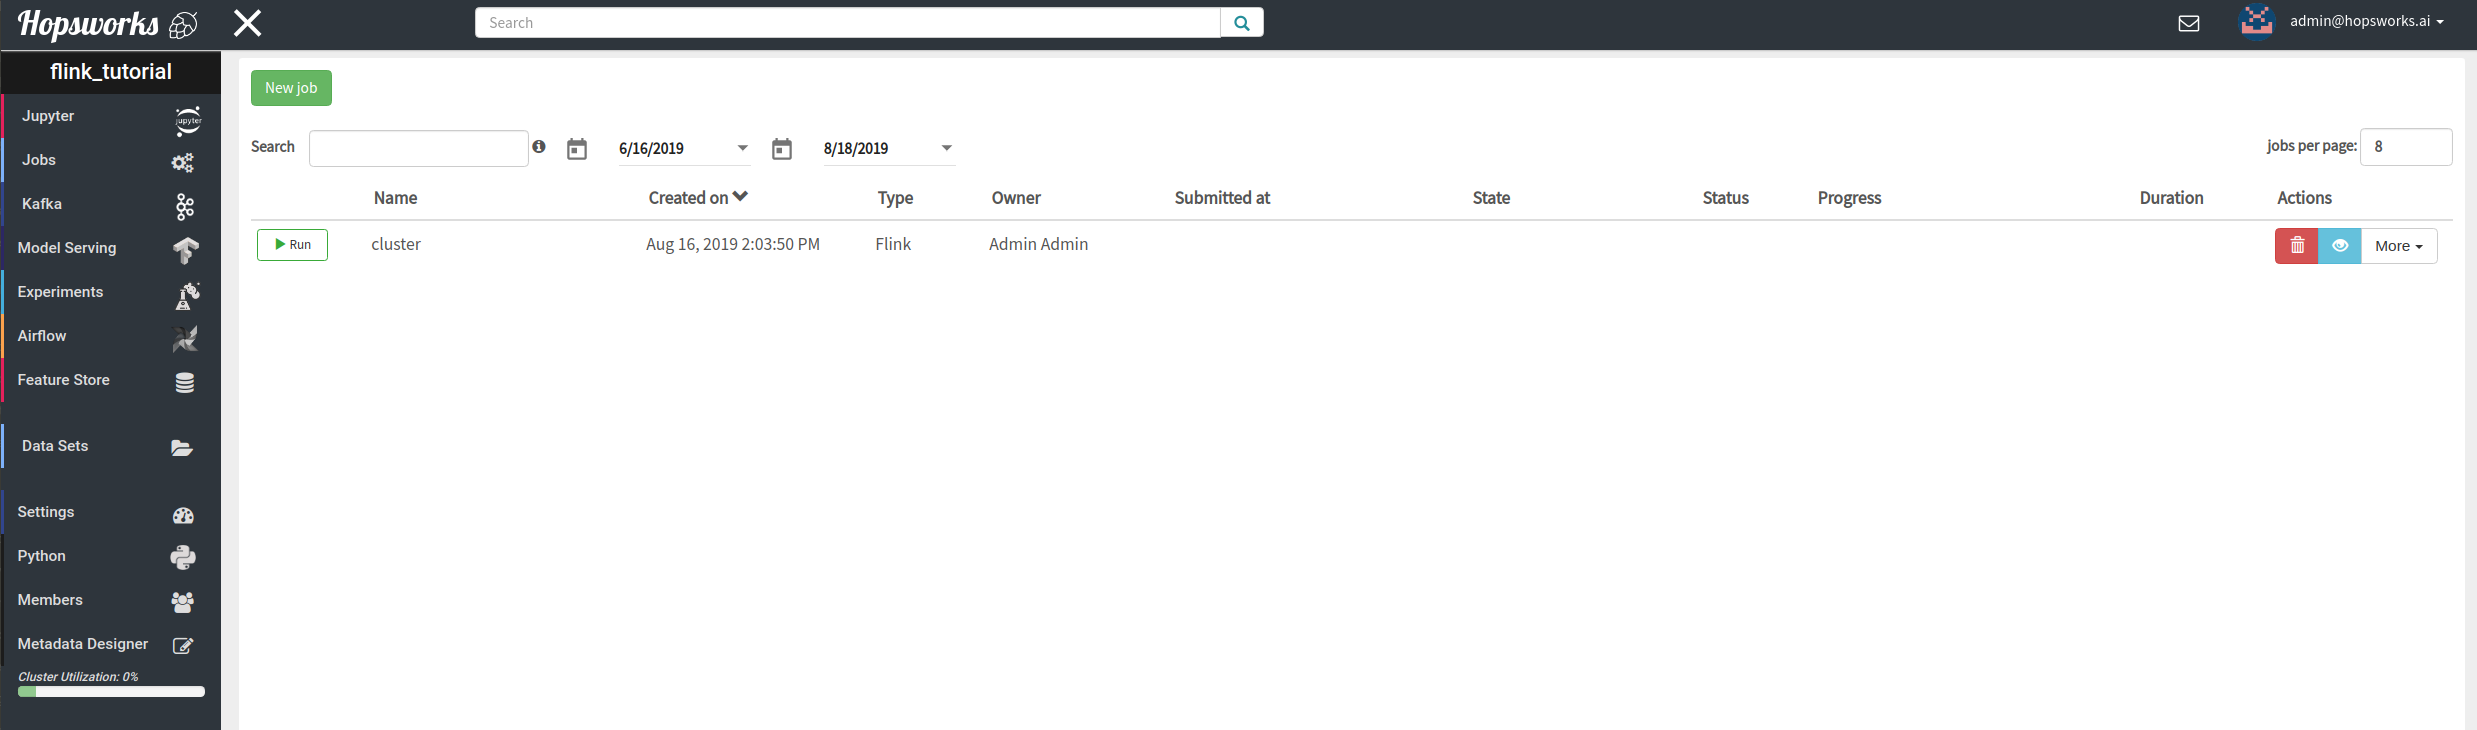 Hopsworks
Search
admin@hopsworks.ai
flink_tutorial
Jupyter
jupyter
Jobs
Kafka
Model Serving
Experiments
Airflow
Feature Store
Data Sets
Settings
Python
Members
Metadata Designer
Cluster Utilization: 0%
New job
Search 6/16/2019 8/18/2019 jobs per page: 8
Name Created on Type Owner Submitted at State Status Progress Duration Actions
Run cluster Aug 16, 2019 2:03:50 PM Flink Admin Admin More